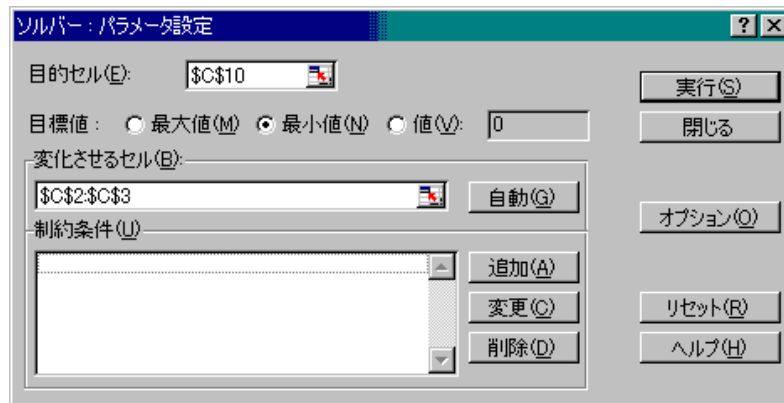 ソルバー：パラメータ設定
目的セル(E): $C$10
実行(S)
目標値： 最大値(M) 最小値(N) 値(V): 0
閉じる
変化させるセル(B):
$C$2:$C$3
自動(G)
オプション(O)
制約条件(U)
追加(A)
変更(C)
リセット(R)
削除(D)
ヘルプ(H)